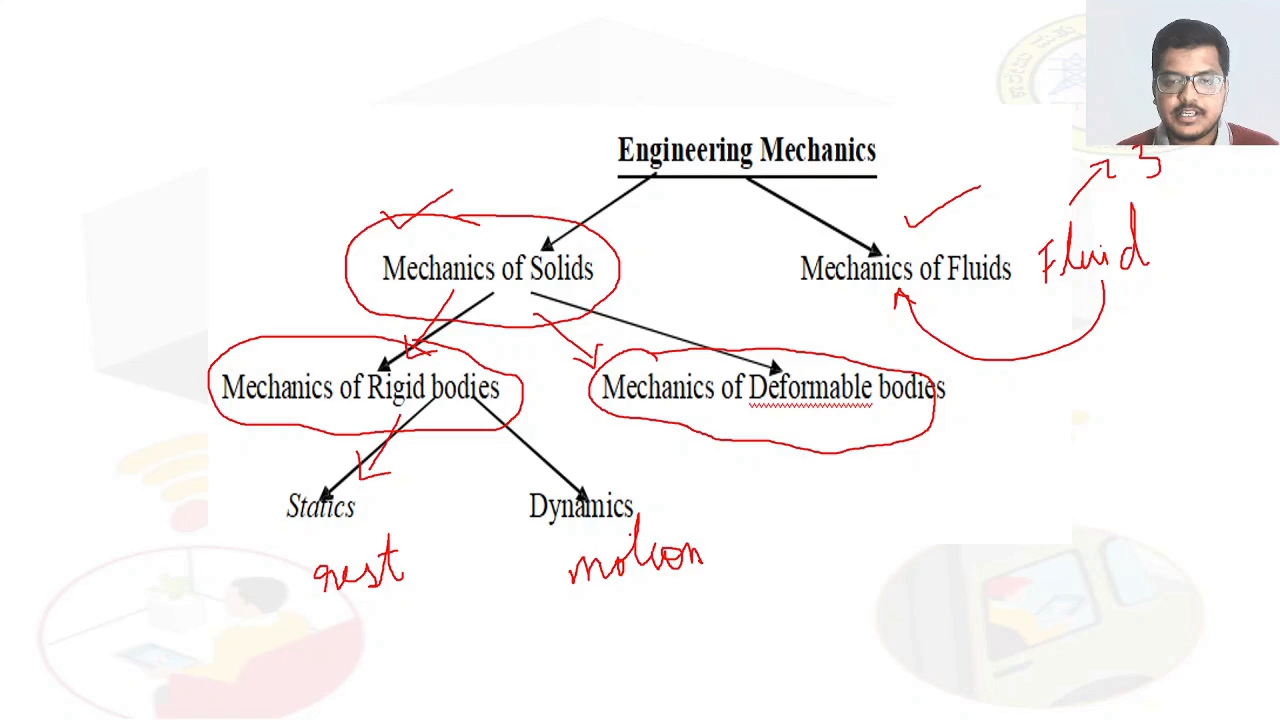 Engineering Mechanics
3
Fluid
Mechanics of Solids
Mechanics of Fluids
Mechanics of Rigid bodies
Mechanics of Deformable bodies
Statics
Dynamics
rest
motion